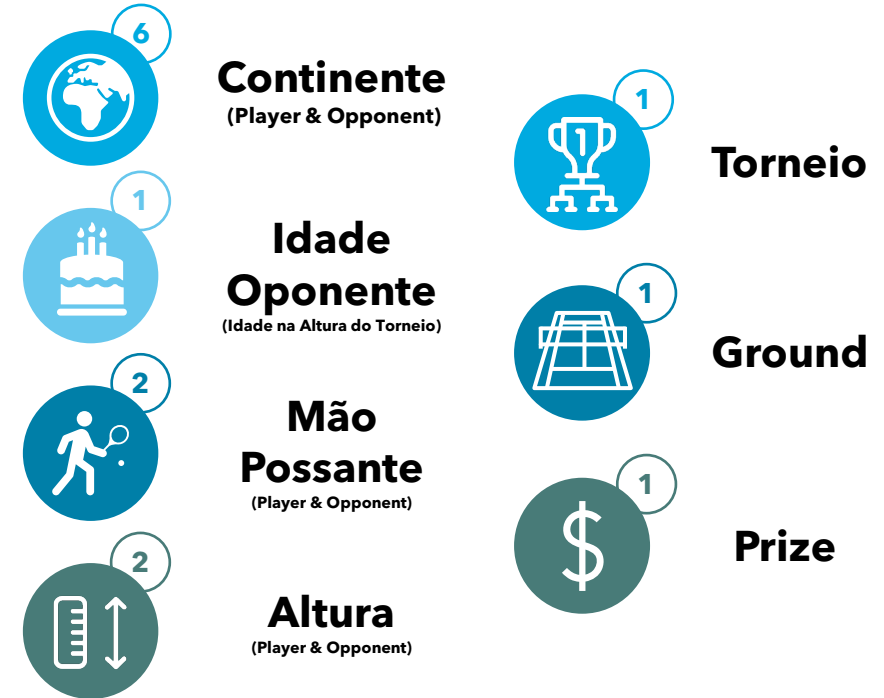 6
Continente
(Player & Opponent)
1
Idade
Oponente
(Idade na Altura do Torneio)
2
Mão
Possante
(Player & Opponent)
2
Altura
(Player & Opponent)
1
1
Torneio
1
Ground
1
$
Prize